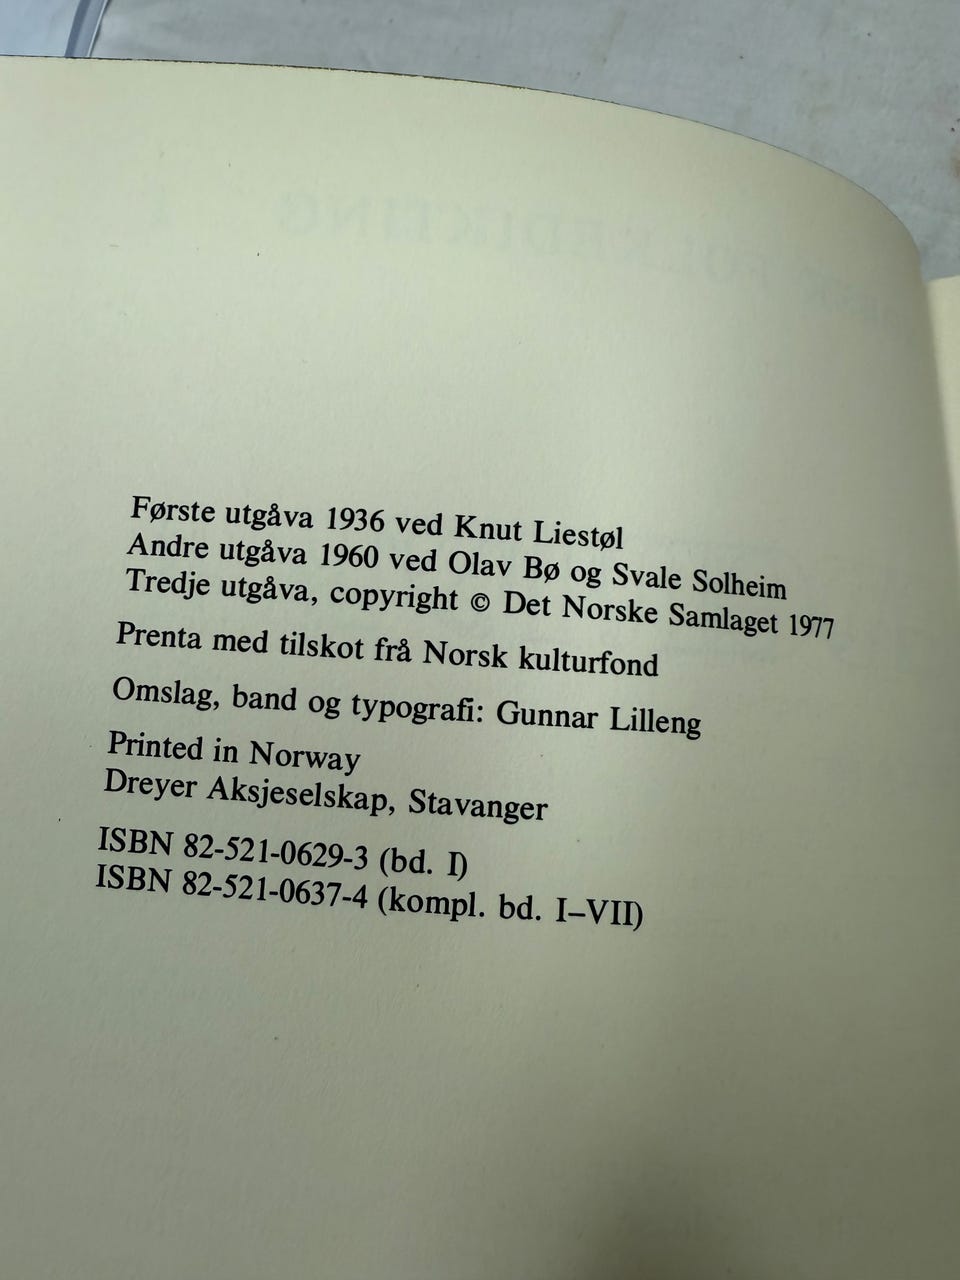 Første utgåva 1936 ved Knut Liestøl
Andre utgåva 1960 ved Olav Bø og Svale Solheim
Tredje utgåva, copyright © Det Norske Samlaget 1977
Prenta med tilskot frå Norsk kulturfond
Omslag, band og typografi: Gunnar Lilleng
Printed in Norway
Dreyer Aksjeselskap, Stavanger
ISBN 82-521-0629-3 (bd. I)
ISBN 82-521-0637-4 (kompl. bd. I–VII)